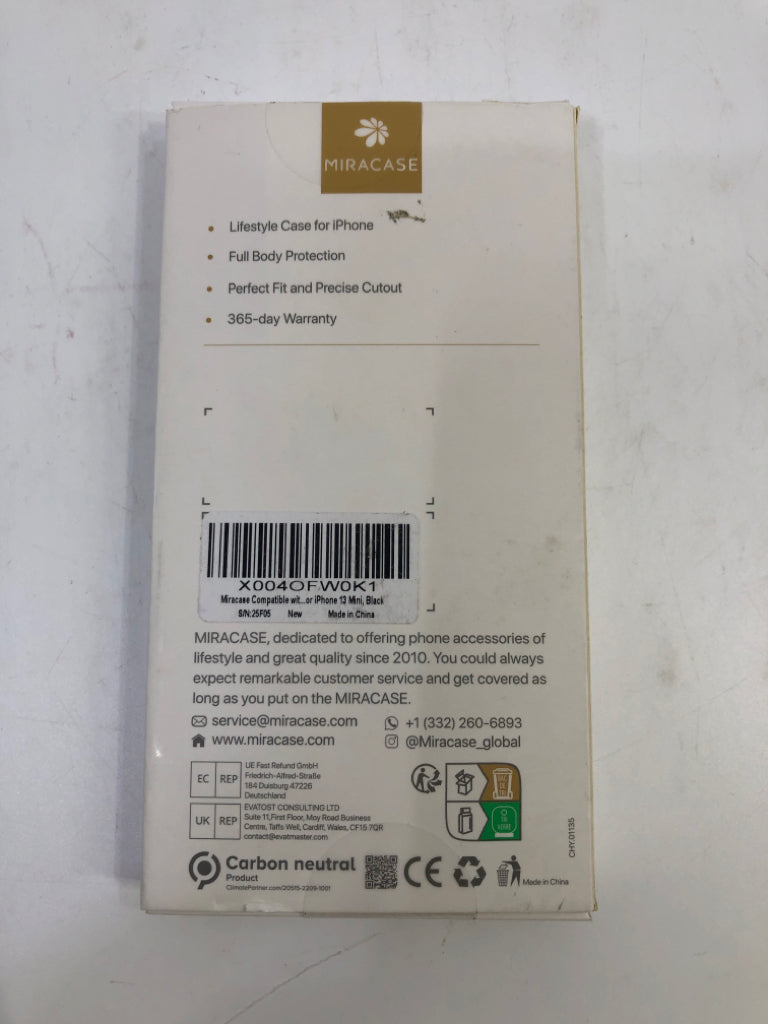 MIRACASE
Lifestyle Case for iPhone
Full Body Protection
Perfect Fit and Precise Cutout
365-day Warranty
X004OFW0K1
Miracase Compatible wit...or iPhone 13 Mini, Black
S/N:25F05 New Made in China
MIRACASE, dedicated to offering phone accessories of
lifestyle and great quality since 2010. You could always
expect remarkable customer service and get covered as
long as you put on the MIRACASE.
service@miracase.com +1 (332) 260-6893
www.miracase.com @Miracase_global
EC REP
UE Fast Refund GmbH
Friedrich-Alfred-Straße
184 Duisburg 47226
Deutschland
UK REP
EVATOST CONSULTING LTD
Suite 11,First Floor, Moy Road Business
Centre, Taffs Well, Cardiff, Wales, CF15 7QR
contact@evatmaster.com
CHY.01135
Carbon neutral
Product
ClimatePartner.com/20515-2209-1001
CE
Made in China